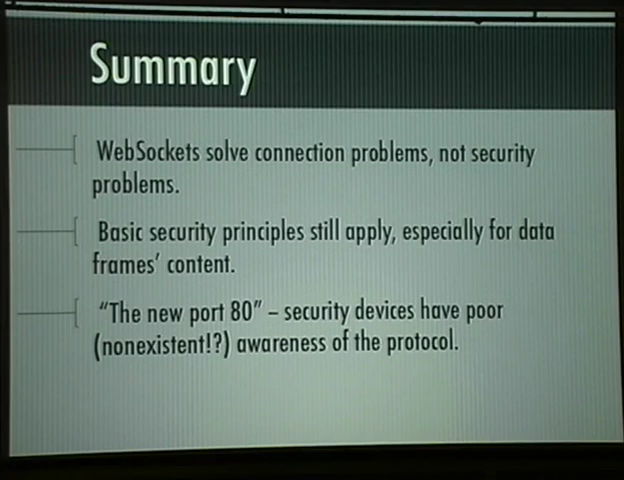 Summary
WebSockets solve connection problems, not security
problems.
Basic security principles still apply, especially for data
frames' content.
“The new port 80” – security devices have poor
(nonexistent!?) awareness of the protocol.